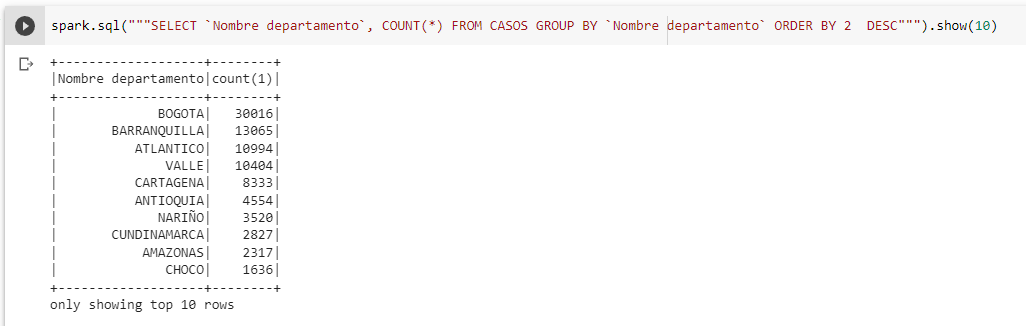 spark.sql("""SELECT `Nombre departamento`, COUNT(*) FROM CASOS GROUP BY `Nombre departamento` ORDER BY 2  DESC""").show(10)
+-------------------+--------+
|Nombre departamento|count(1)|
+-------------------+--------+
|             BOGOTA|   30016|
|       BARRANQUILLA|   13065|
|          ATLANTICO|   10994|
|              VALLE|   10404|
|          CARTAGENA|    8333|
|          ANTIOQUIA|    4554|
|             NARIÑO|    3520|
|       CUNDINAMARCA|    2827|
|           AMAZONAS|    2317|
|              CHOCO|    1636|
+-------------------+--------+
only showing top 10 rows